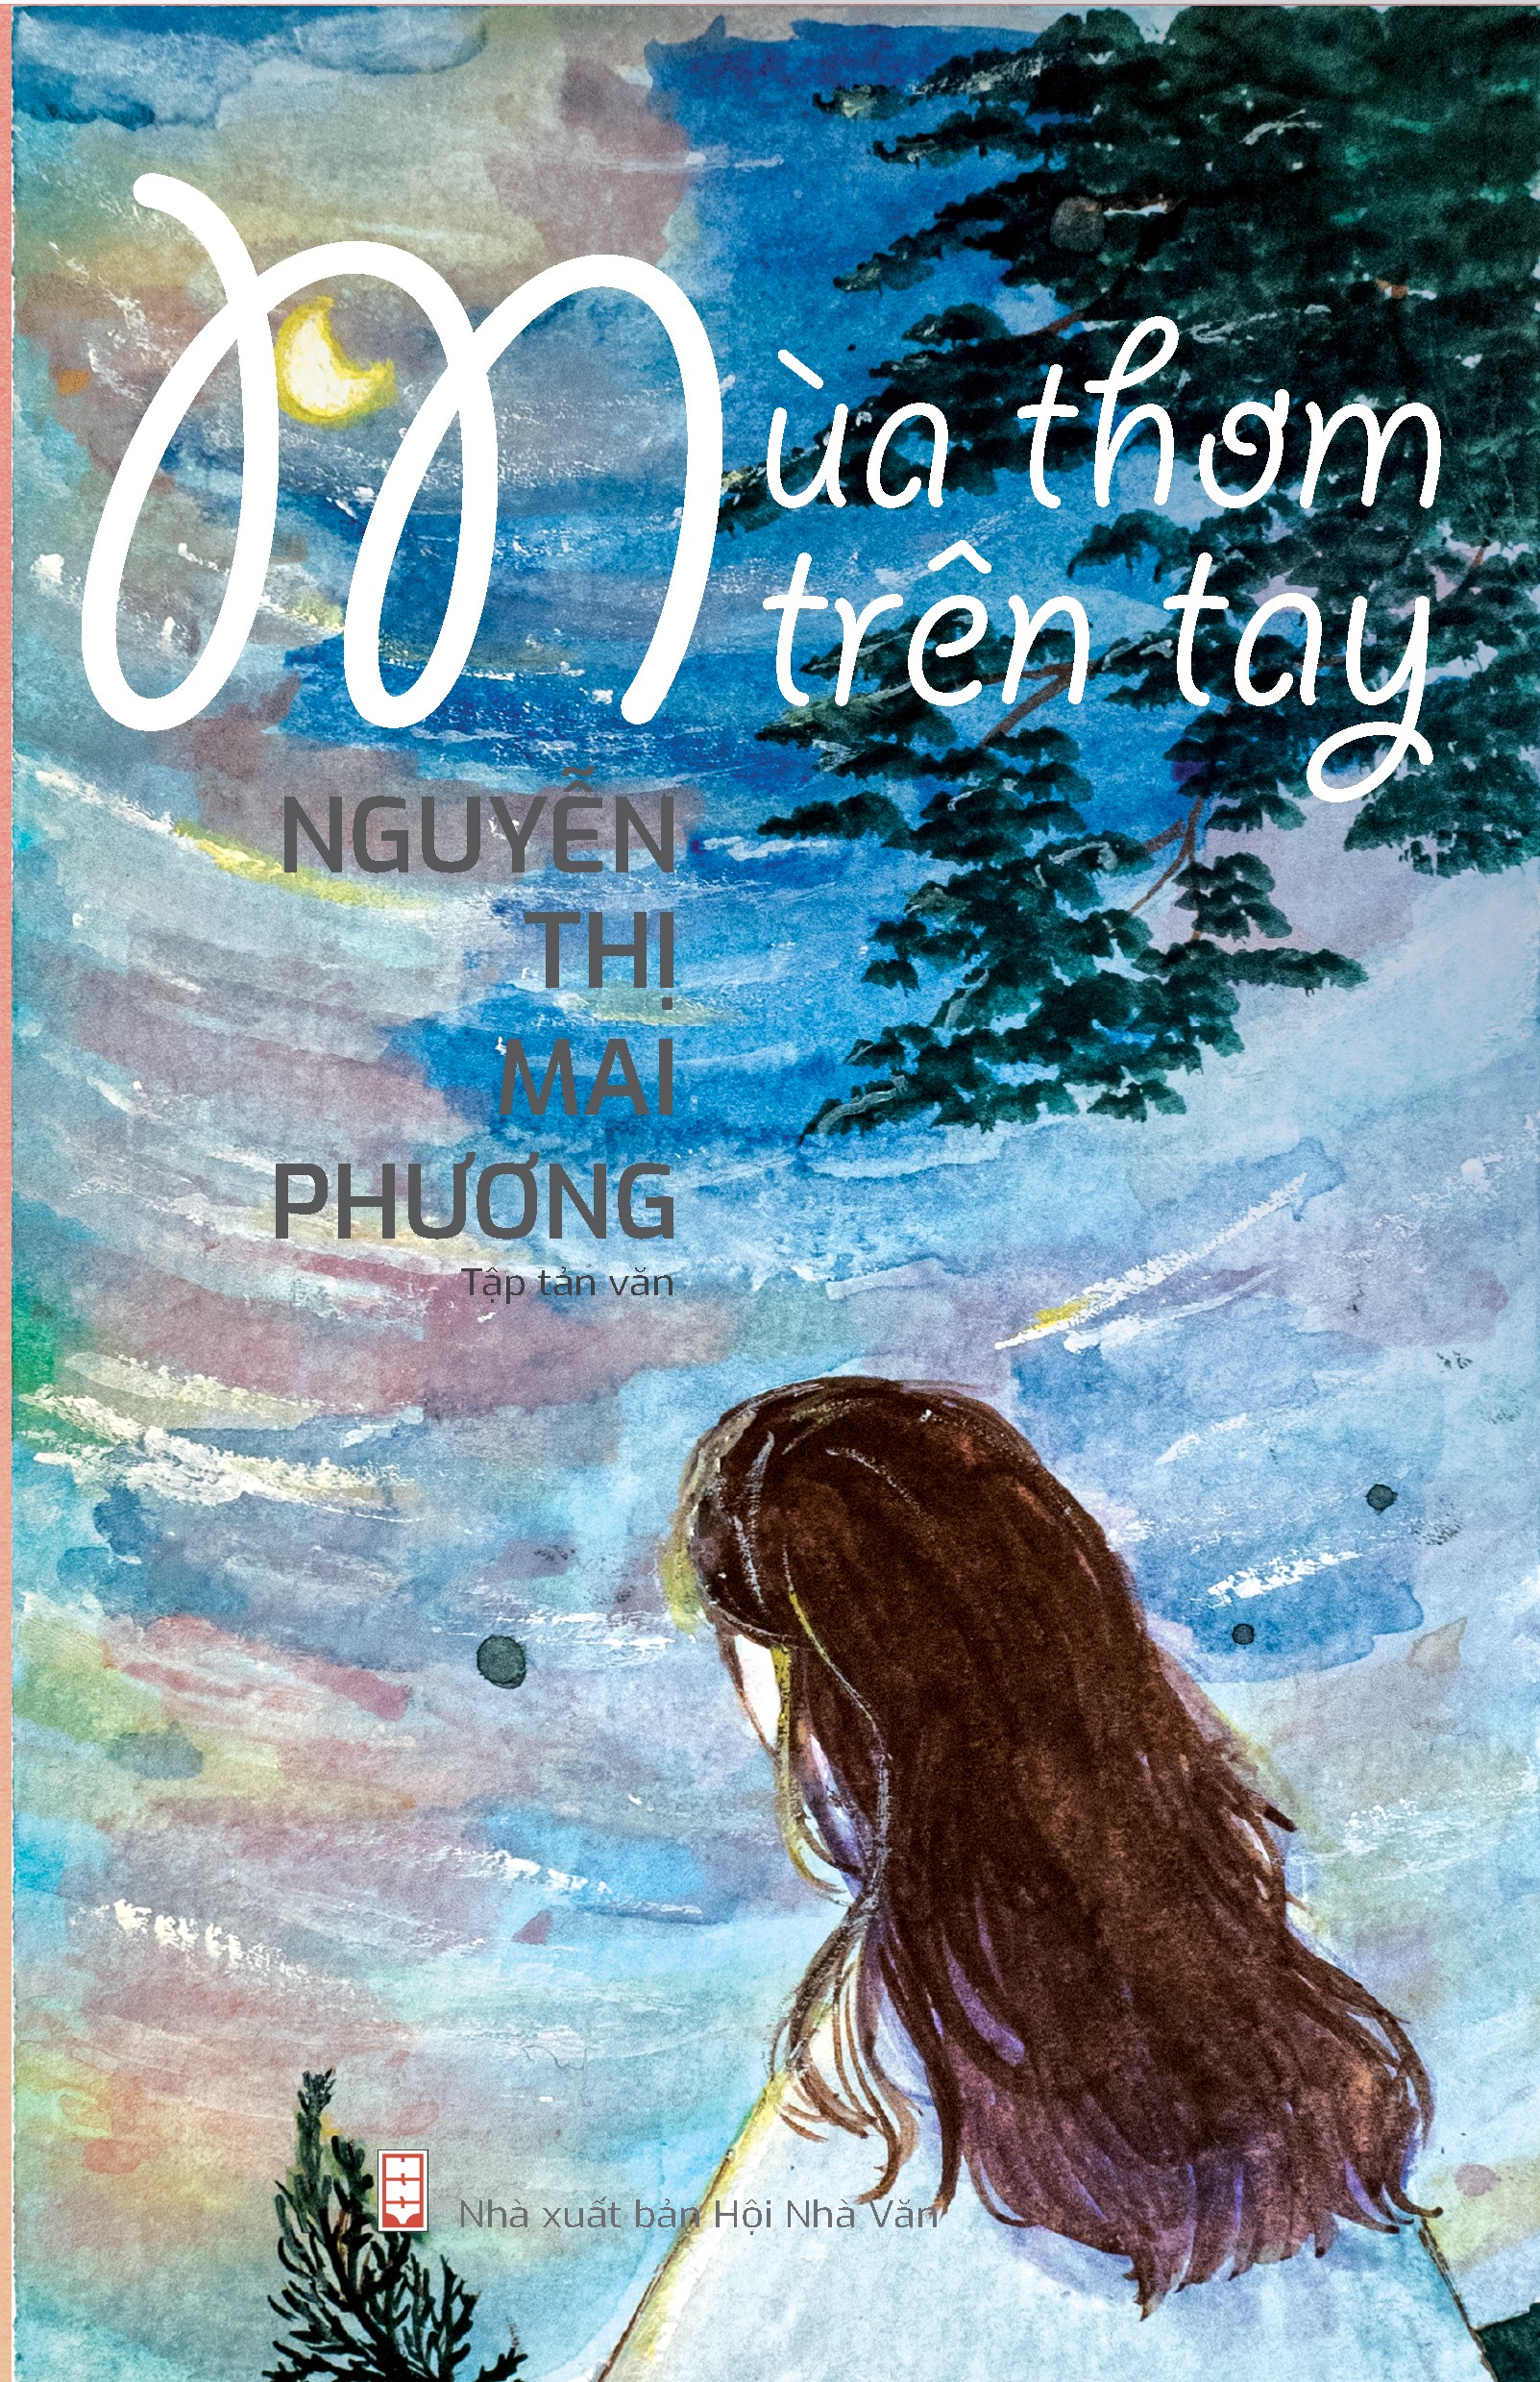 Mùa thơm
trên tay
NGUYỄN
THỊ
MAI
PHƯƠNG
Tập tản văn
Nhà xuất bản Hội Nhà Văn